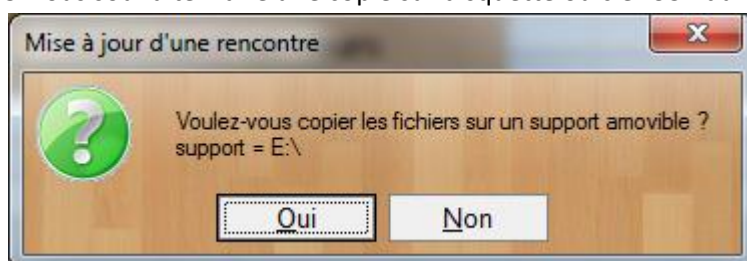 Mise à jour d'une rencontre
Voulez-vous copier les fichiers sur un support amovible ?
support = E:\
Oui
Non